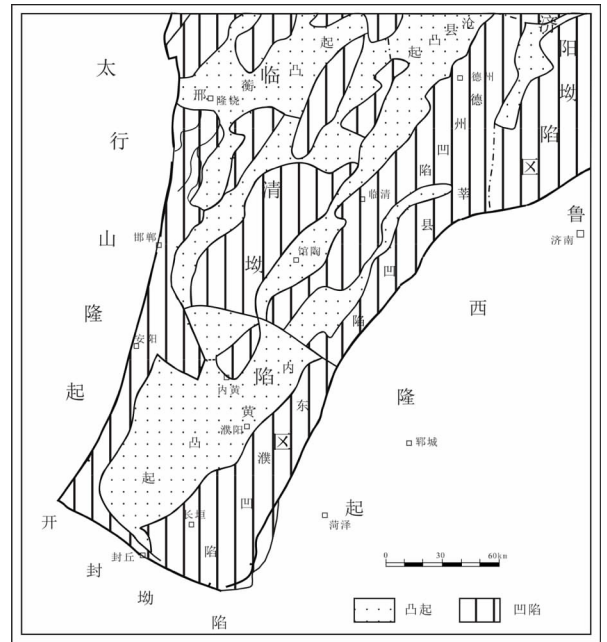 太行山隆起
临清坳陷区
济阳坳陷区
沧县
凸起
邢衡
凸起
隆桡
德州
德州凹陷
莘县凹陷
临清
馆陶
邯郸
安阳
鲁西隆起
济南
内黄
内黄凸起
濮阳
东濮凹陷
郓城
菏泽
长垣
封丘
开封坳陷
0 30 60km
凸起
凹陷